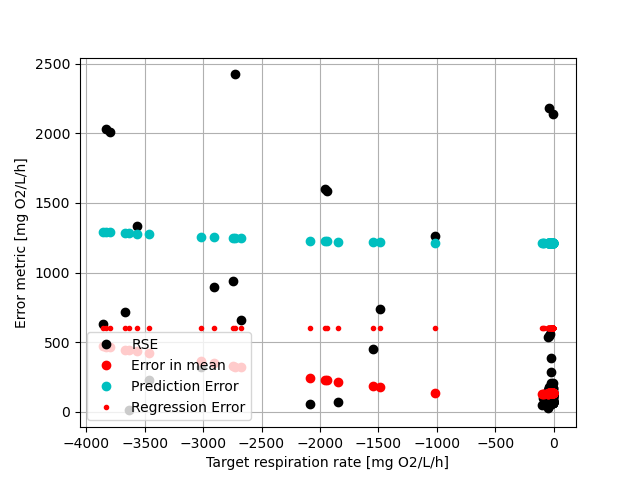 2500
2000
1500
1000
500
0
Error metric [mg O2/L/h]
RSE
Error in mean
Prediction Error
Regression Error
−4000 −3500 −3000 −2500 −2000 −1500 −1000 −500 0
Target respiration rate [mg O2/L/h]